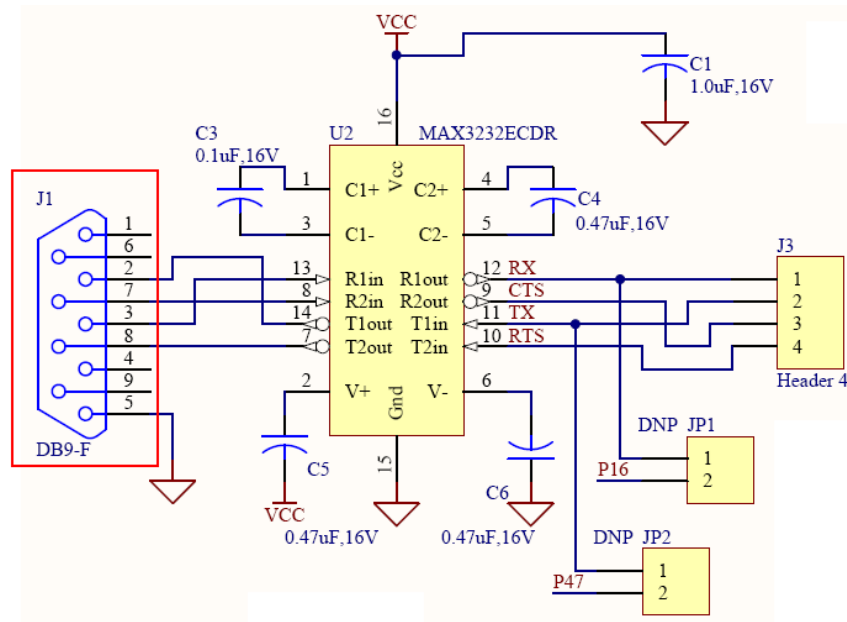 VCC
C1
1.0uF,16V
16
U2
MAX3232ECDR
C3
0.1uF,16V
Vcc
1
C1+
C2+
4
C4
0.47uF,16V
3
C1-
C2-
5
J1
1
6
2
7
3
8
4
9
5
DB9-F
13
R1in
R1out
12
RX
8
R2in
R2out
9
CTS
14
T1out
T1in
11
TX
7
T2out
T2in
10
RTS
J3
1
2
3
4
Header 4
2
V+
V-
6
Gnd
15
C5
VCC
0.47uF,16V
C6
0.47uF,16V
DNP JP1
1
P16
2
DNP JP2
1
P47
2